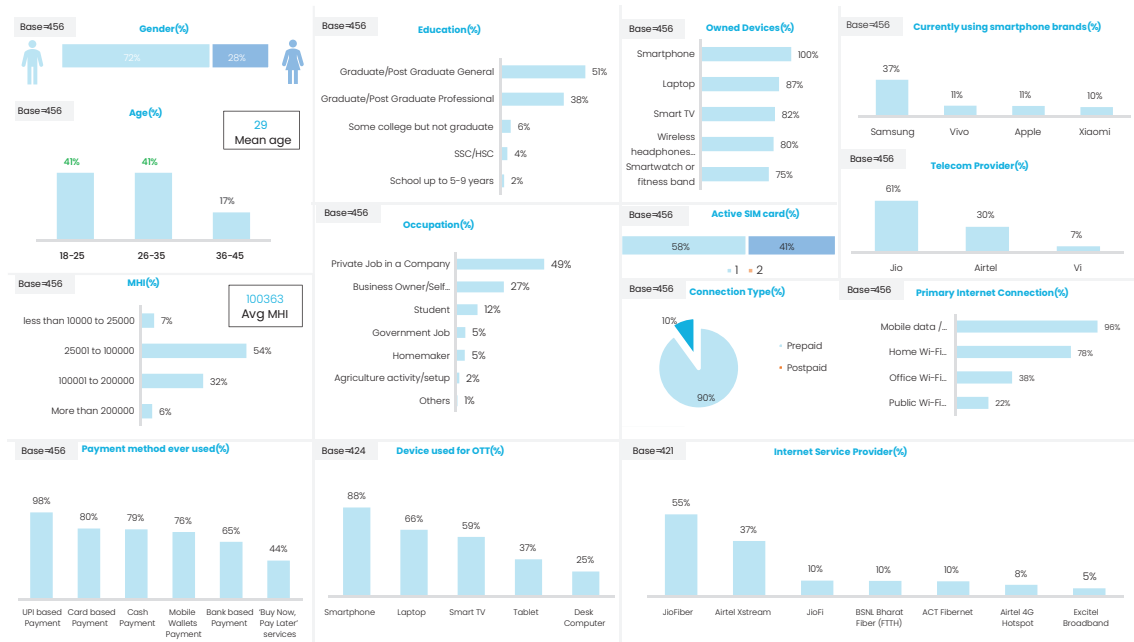 Base=456
Gender(%)
72%
28%
Base=456
Age(%)
29
Mean age
41%
41%
17%
18-25
26-35
36-45
Base=456
MHI(%)
100363
Avg MHI
less than 10000 to 25000
7%
25001 to 100000
54%
100001 to 200000
32%
More than 200000
6%
Base=456
Education(%)
Graduate/Post Graduate General
51%
Graduate/Post Graduate Professional
38%
Some college but not graduate
6%
SSC/HSC
4%
School up to 5-9 years
2%
Base=456
Occupation(%)
Private Job in a Company
49%
Business Owner/Self...
27%
Student
12%
Government Job
5%
Homemaker
5%
Agriculture activity/setup
2%
Others
1%
Base=456
Owned Devices(%)
Smartphone
100%
Laptop
87%
Smart TV
82%
Wireless
headphones...
80%
Smartwatch or
fitness band
75%
Base=456
Active SIM card(%)
58%
41%
1
2
Base=456
Connection Type(%)
10%
90%
Prepaid
Postpaid
Base=456
Currently using smartphone brands(%)
37%
11%
11%
10%
Samsung
Vivo
Apple
Xiaomi
Base=456
Telecom Provider(%)
61%
30%
7%
Jio
Airtel
Vi
Base=456
Primary Internet Connection(%)
Mobile data /...
96%
Home Wi-Fi...
78%
Office Wi-Fi...
38%
Public Wi-Fi...
22%
Base=456
Payment method ever used(%)
98%
80%
79%
76%
65%
44%
UPI based
Payment
Card based
Payment
Cash
Payment
Mobile
Wallets
Payment
Bank based
Payment
'Buy Now,
Pay Later'
services
Base=424
Device used for OTT(%)
88%
66%
59%
37%
25%
Smartphone
Laptop
Smart TV
Tablet
Desk
Computer
Base=421
Internet Service Provider(%)
55%
37%
10%
10%
10%
8%
5%
JioFiber
Airtel Xstream
JioFi
BSNL Bharat
Fiber (FTTH)
ACT Fibernet
Airtel 4G
Hotspot
Excitel
Broadband